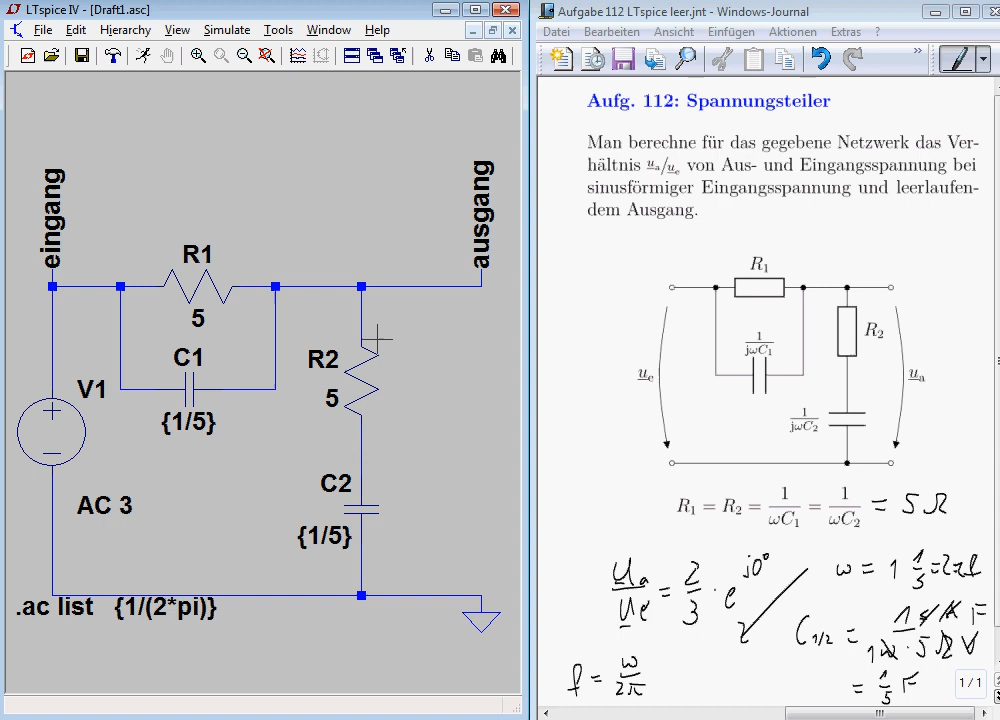 LTspice IV - [Draft1.asc]
File Edit Hierarchy View Simulate Tools Window Help
eingang
ausgang
R1
5
C1
{1/5}
V1
AC 3
R2
5
C2
{1/5}
.ac list {1/(2*pi)}
Aufgabe 112 LTspice leer.jnt - Windows-Journal
Datei Bearbeiten Ansicht Einfügen Aktionen Extras ?
Aufg. 112: Spannungsteiler
Man berechne für das gegebene Netzwerk das Ver-
hältnis u_a/u_e von Aus- und Eingangsspannung bei
sinusförmiger Eingangsspannung und leerlaufen-
dem Ausgang.
R₁
1/jωC₁
R₂
u_e
u_a
1/jωC₂
R₁ = R₂ = 1/ωC₁ = 1/ωC₂ = 5 Ω
U_a/U_e = 2/3 · e^j0°
ω = 1 1/s = 2πf
f = ω/2π
= 1/5 F
1 / 1